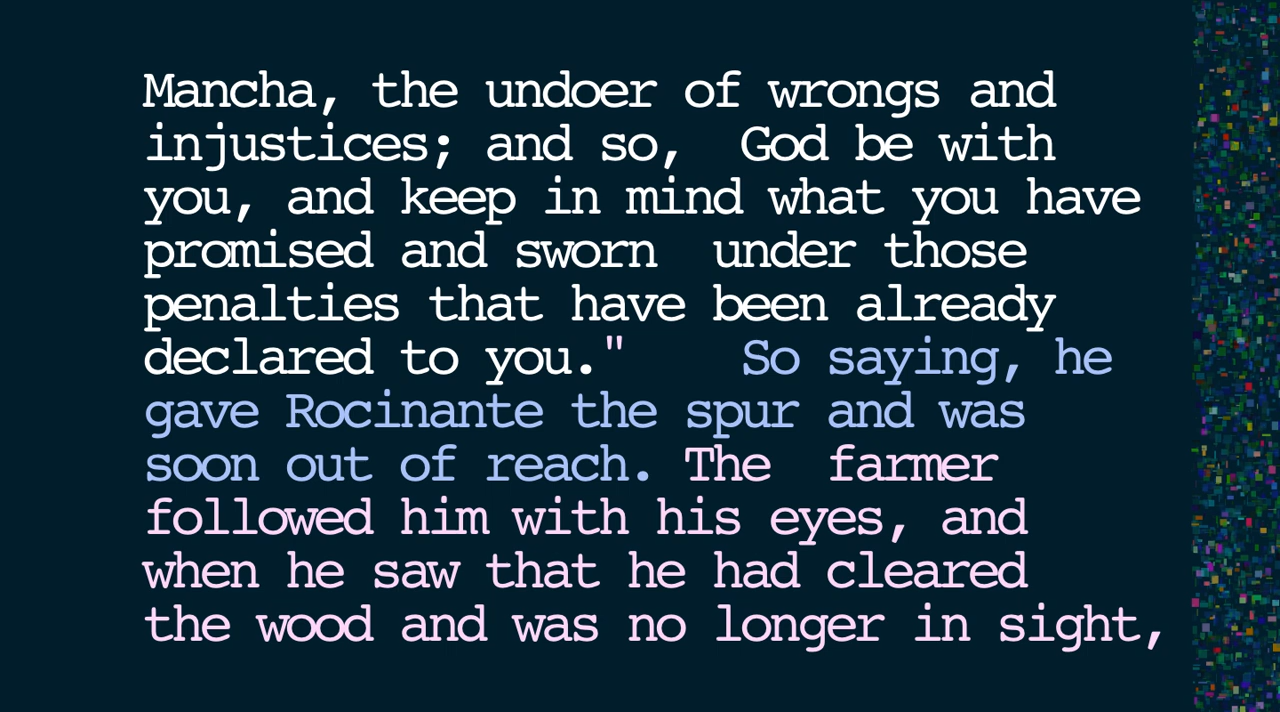 Mancha, the undoer of wrongs and
injustices; and so,  God be with
you, and keep in mind what you have
promised and sworn  under those
penalties that have been already
declared to you."    So saying, he
gave Rocinante the spur and was
soon out of reach. The  farmer
followed him with his eyes, and
when he saw that he had cleared
the wood and was no longer in sight,